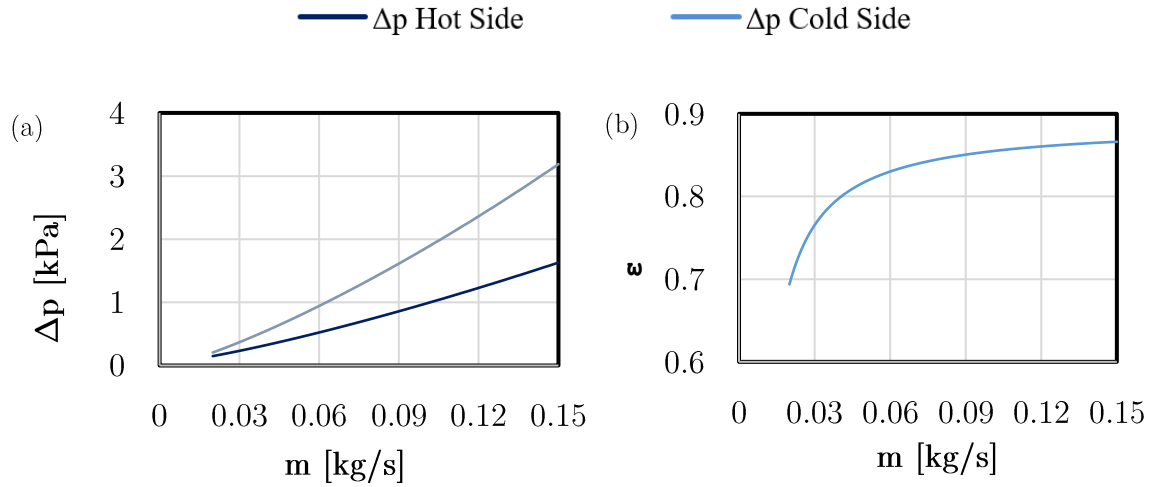 Δp Hot Side
Δp Cold Side
(a)
Δp [kPa]
4
3
2
1
0
0 0.03 0.06 0.09 0.12 0.15
m [kg/s]
(b)
ε
0.9
0.8
0.7
0.6
0 0.03 0.06 0.09 0.12 0.15
m [kg/s]